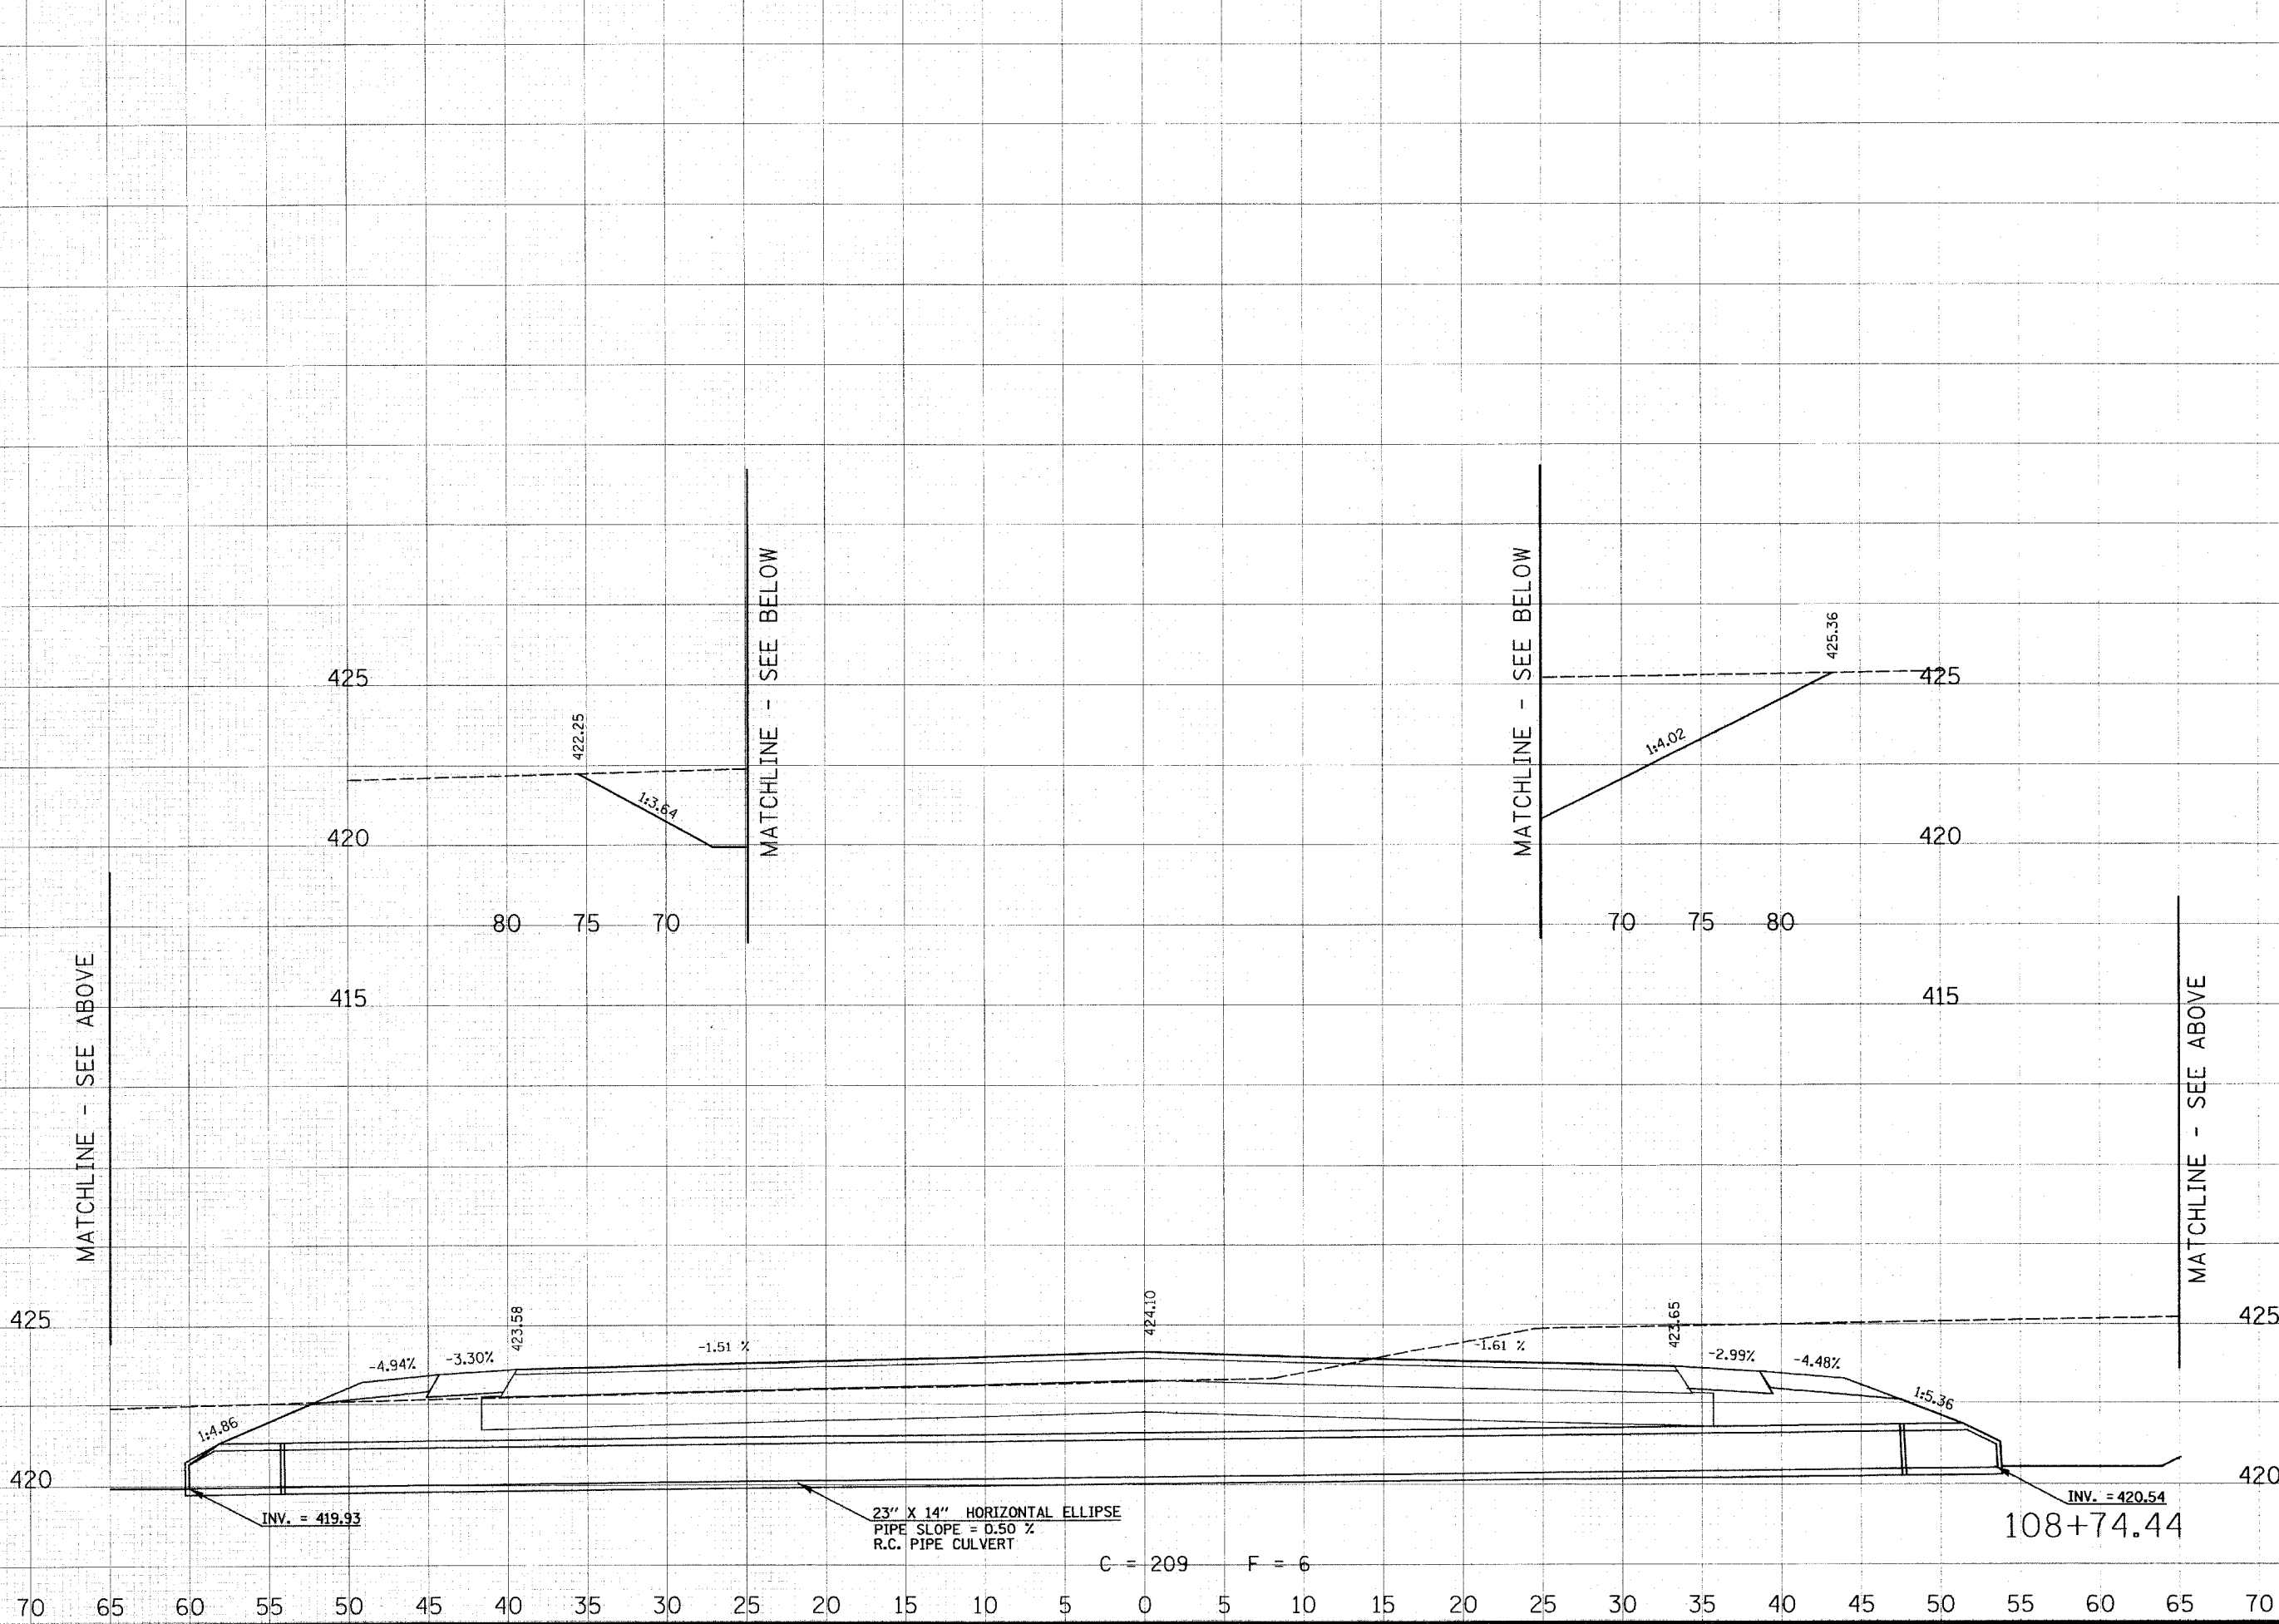 MATCHLINE - SEE BELOW
MATCHLINE - SEE BELOW
425.36
425
425
1:4.02
422.25
1:3.64
420
420
80 75 70
70 75 80
415
415
MATCHLINE - SEE ABOVE
MATCHLINE - SEE ABOVE
425
423.58
424.10
423.65
425
-4.94%
-3.30%
-1.51 %
-1.61 %
-2.99%
-4.48%
1:4.86
1:5.36
420
420
INV. = 419.93
23" X 14" HORIZONTAL ELLIPSE
PIPE SLOPE = 0.50 %
R.C. PIPE CULVERT
INV. = 420.54
108+74.44
C = 209 F = 6
70 65 60 55 50 45 40 35 30 25 20 15 10 5 0 5 10 15 20 25 30 35 40 45 50 55 60 65 70